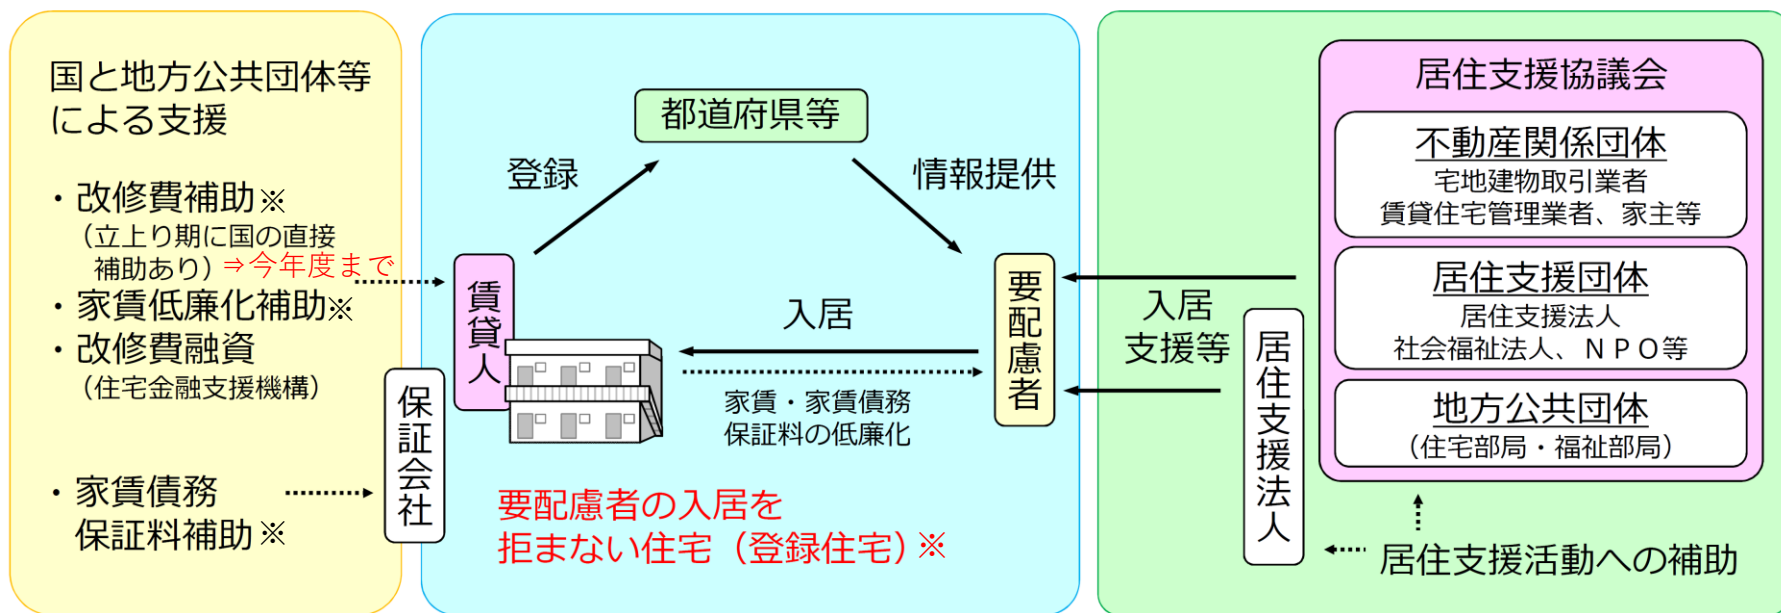 国と地方公共団体等
による支援
・改修費補助※
（立上り期に国の直接
補助あり）⇒今年度まで
・家賃低廉化補助※
・改修費融資
（住宅金融支援機構）
・家賃債務
保証料補助※
保証会社
都道府県等
登録
情報提供
賃貸人
要配慮者
入居
家賃・家賃債務
保証料の低廉化
要配慮者の入居を
拒まない住宅（登録住宅）※
入居
支援等
居住支援法人
居住支援協議会
不動産関係団体
宅地建物取引業者
賃貸住宅管理業者、家主等
居住支援団体
居住支援法人
社会福祉法人、ＮＰＯ等
地方公共団体
（住宅部局・福祉部局）
居住支援活動への補助